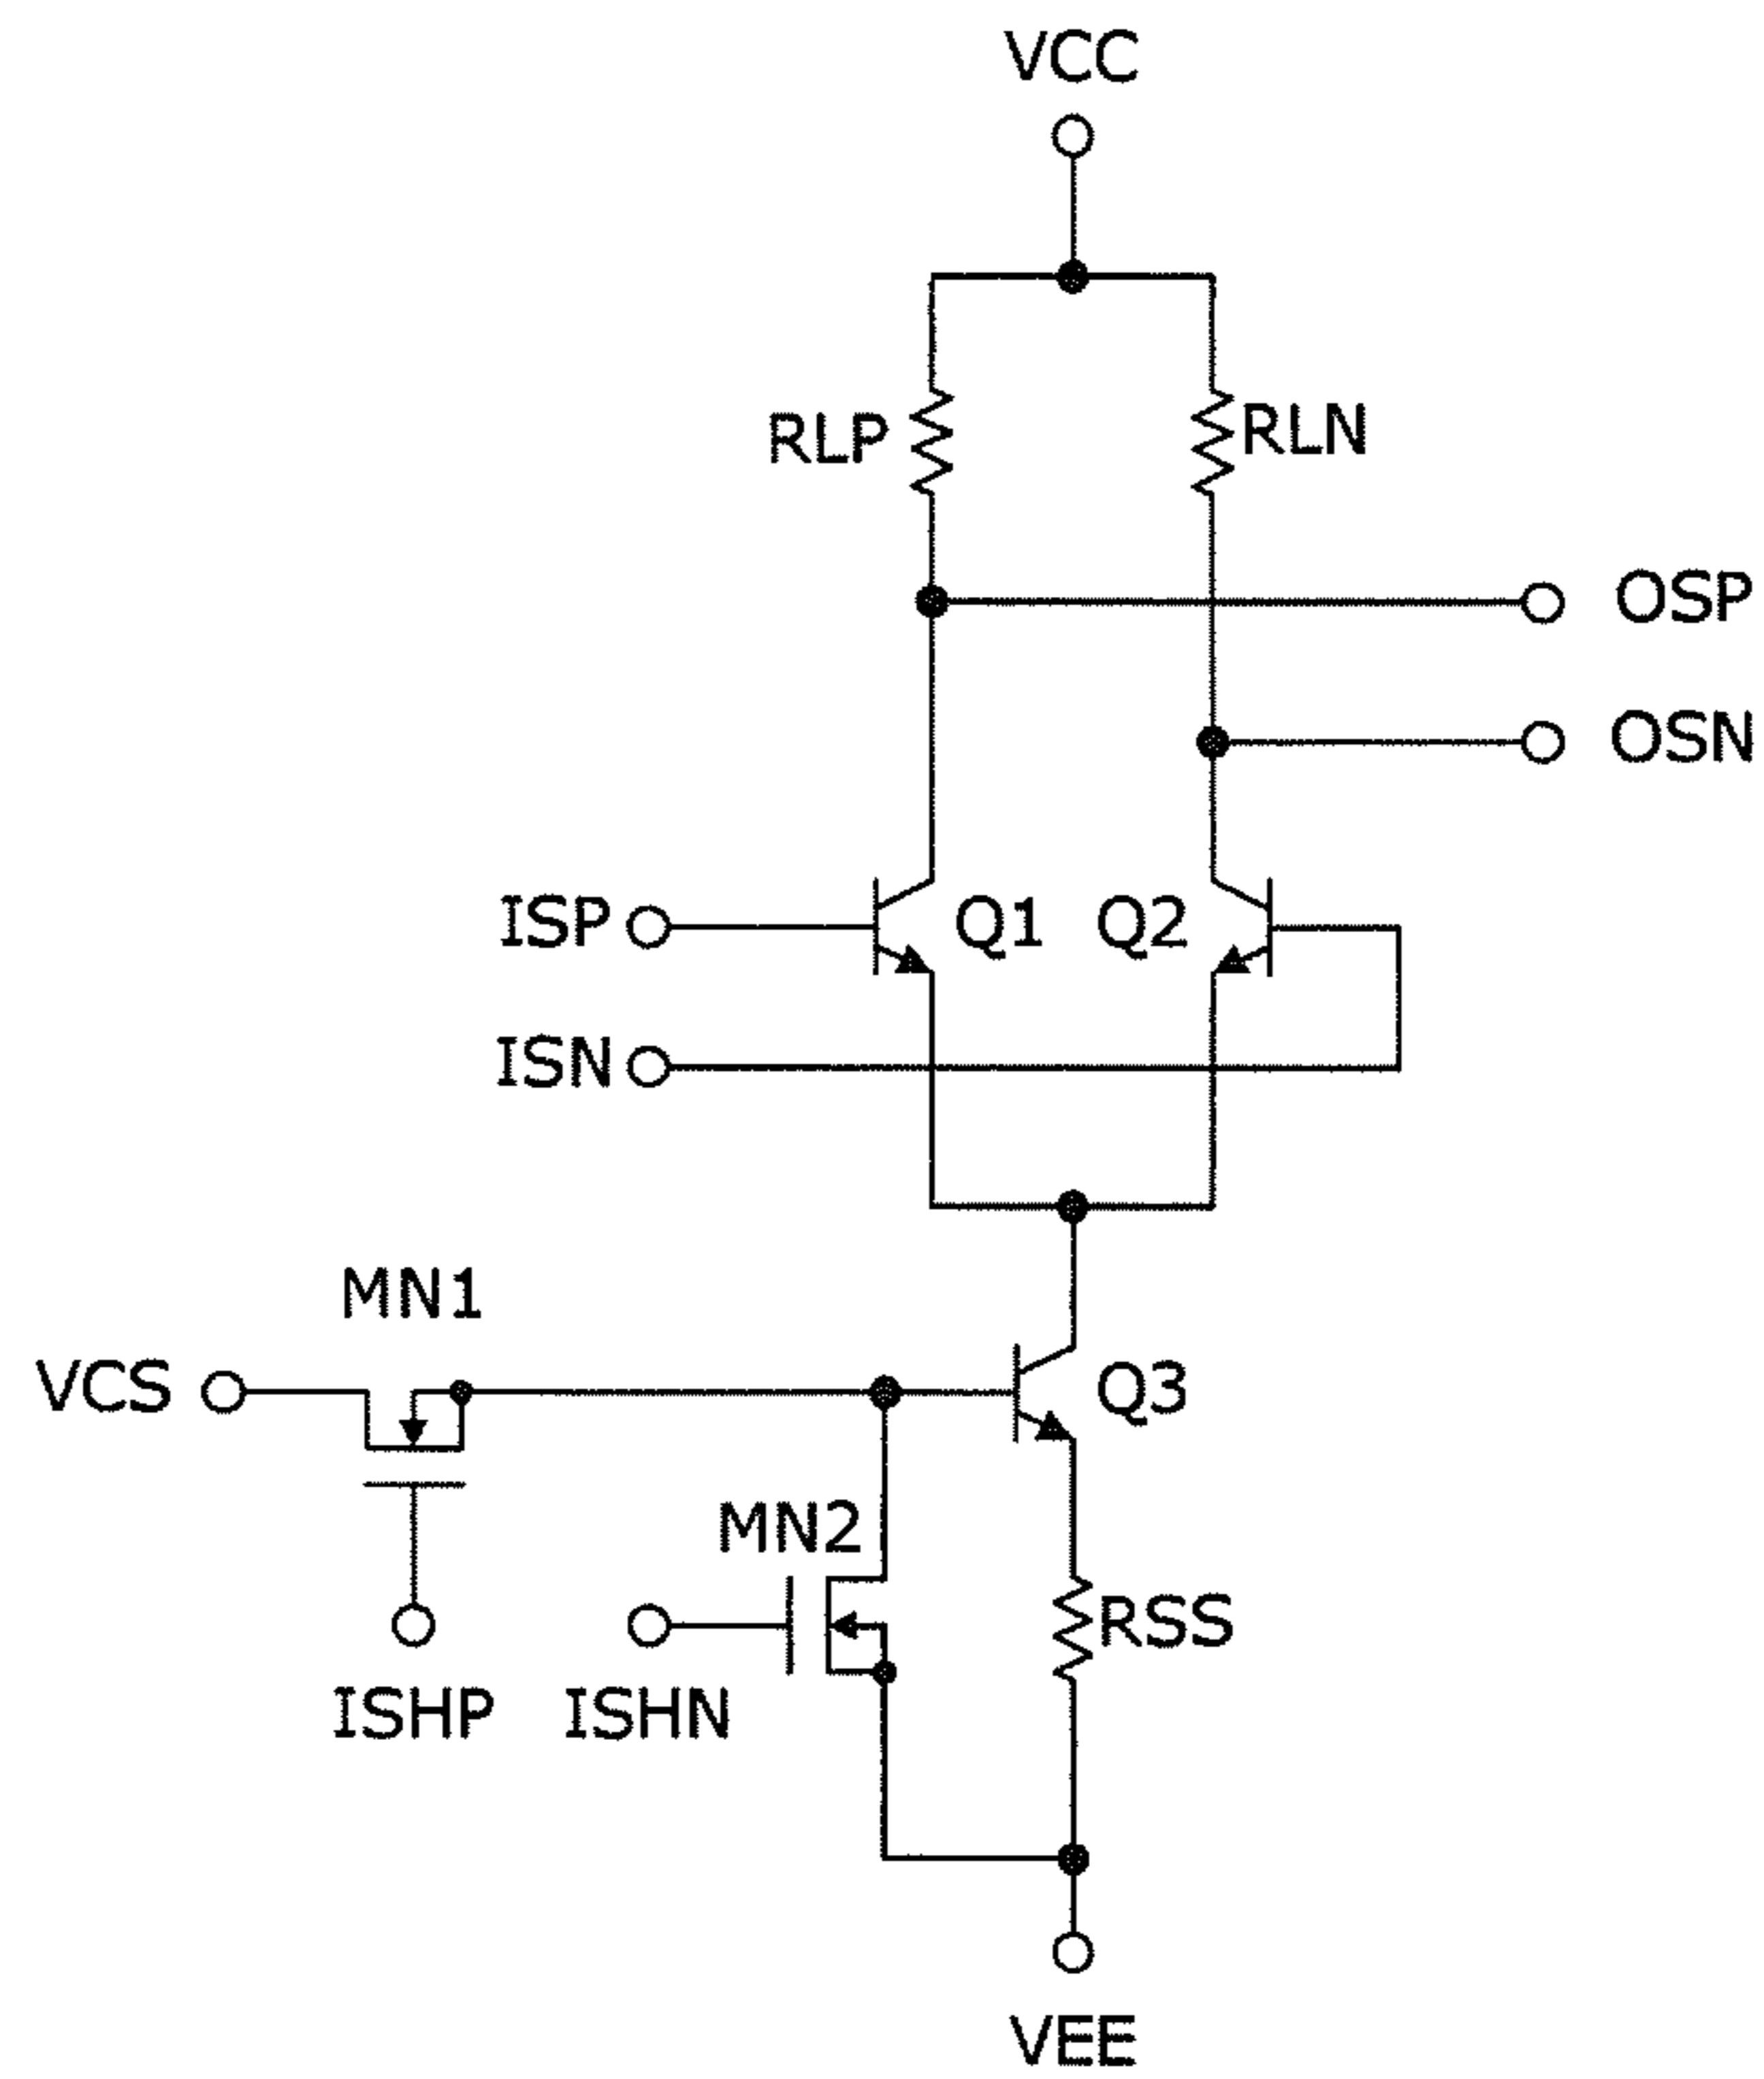 VCC
RLP
RLN
OSP
OSN
ISP
Q1
Q2
ISN
MN1
VCS
Q3
MN2
RSS
ISHP
ISHN
VEE